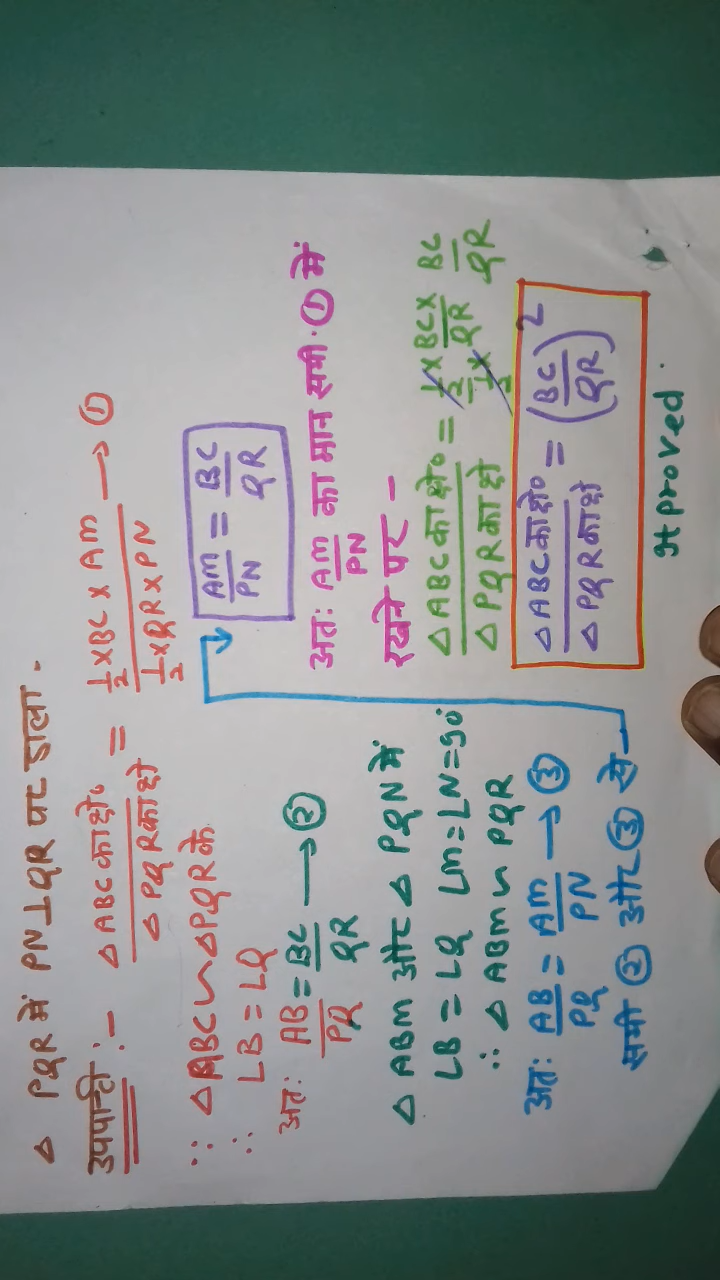 △ PQR में PN⊥QR पर डाला.
उपपत्ती :- △ABC का क्षे० / △PQR का क्षे = ½ × BC × AM / ½ × QR × PN → ①
∵ △ABC ∽ △PQR के
∴ ∠B = ∠Q
अतः AB/PQ = BC/QR → ②
△ ABM और △ PQN में
∠B = ∠Q ∠M = ∠N = 90°
∴ △ ABM ∽ PQR
अतः AB/PQ = AM/PN → ③
समी ② और ③ से
AM/PN = BC/QR
अतः AM/PN का मान समी. ① में
रखने पर -
△ABC का क्षे० / △PQR का क्षे = ½ × BC × / ½ × QR BC/QR
△ABC का क्षे० / △PQR का क्षे = (BC/QR)²
It proved.